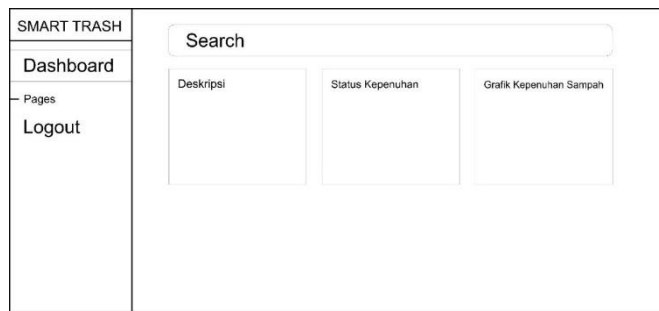 SMART TRASH
Dashboard
Pages
Logout
Search
Deskripsi
Status Kepenuhan
Grafik Kepenuhan Sampah